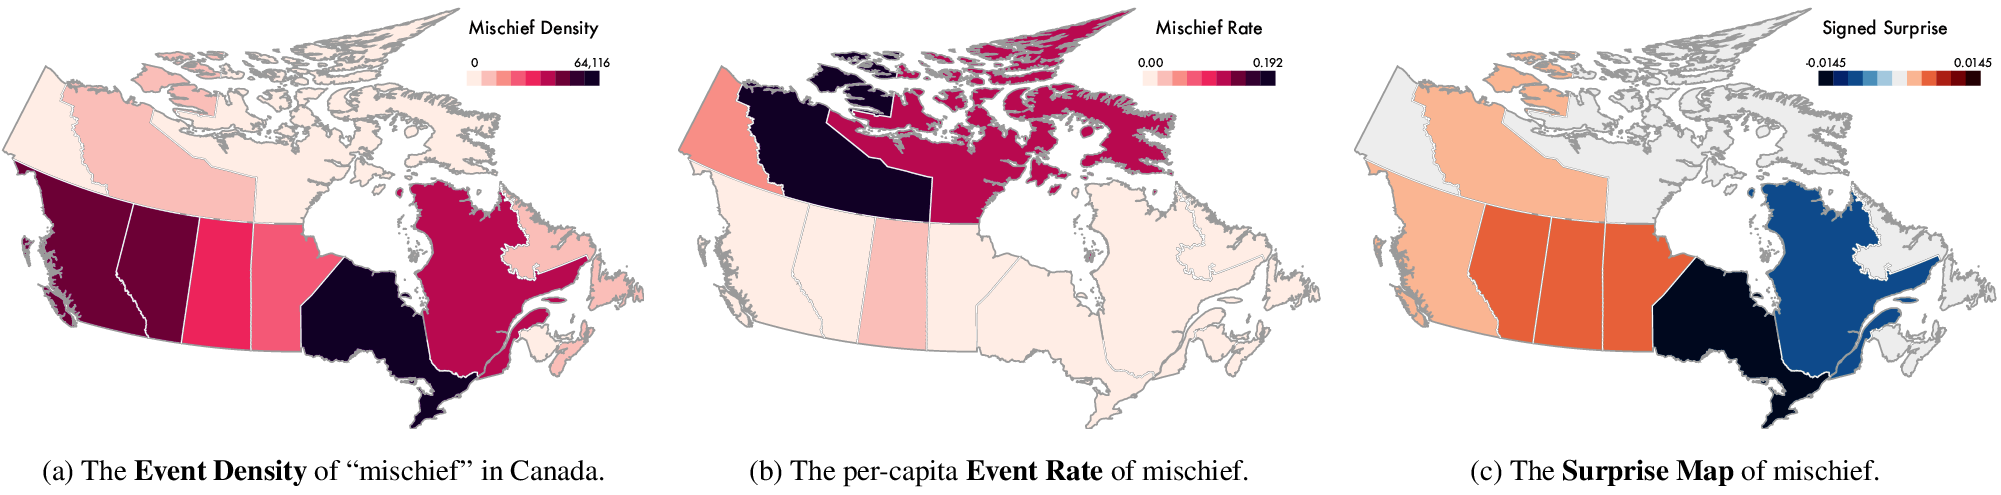 Mischief Density
0 64,116
Mischief Rate
0.00 0.192
Signed Surprise
-0.0145 0.0145
(a) The Event Density of “mischief” in Canada.
(b) The per-capita Event Rate of mischief.
(c) The Surprise Map of mischief.